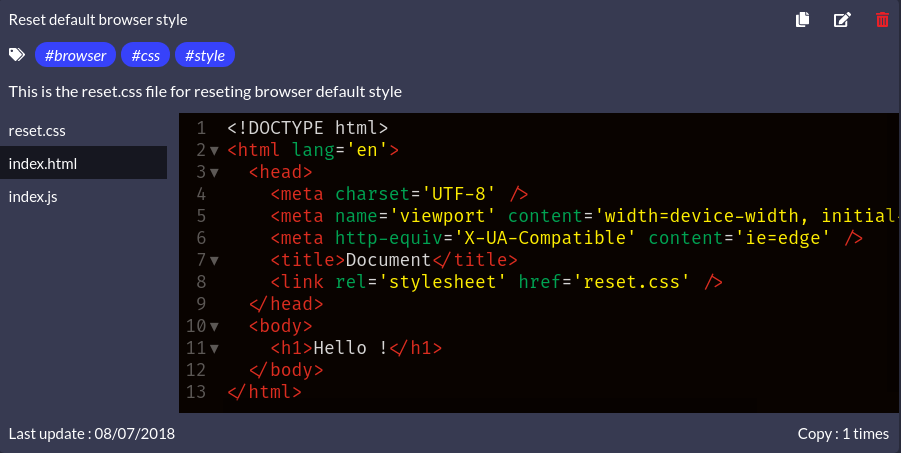 Reset default browser style
#browser #css #style
This is the reset.css file for reseting browser default style
reset.css
index.html
index.js
1 <!DOCTYPE html>
2 <html lang='en'>
3 <head>
4 <meta charset='UTF-8' />
5 <meta name='viewport' content='width=device-width, initial-
6 <meta http-equiv='X-UA-Compatible' content='ie=edge' />
7 <title>Document</title>
8 <link rel='stylesheet' href='reset.css' />
9 </head>
10 <body>
11 <h1>Hello !</h1>
12 </body>
13 </html>
Last update : 08/07/2018
Copy : 1 times